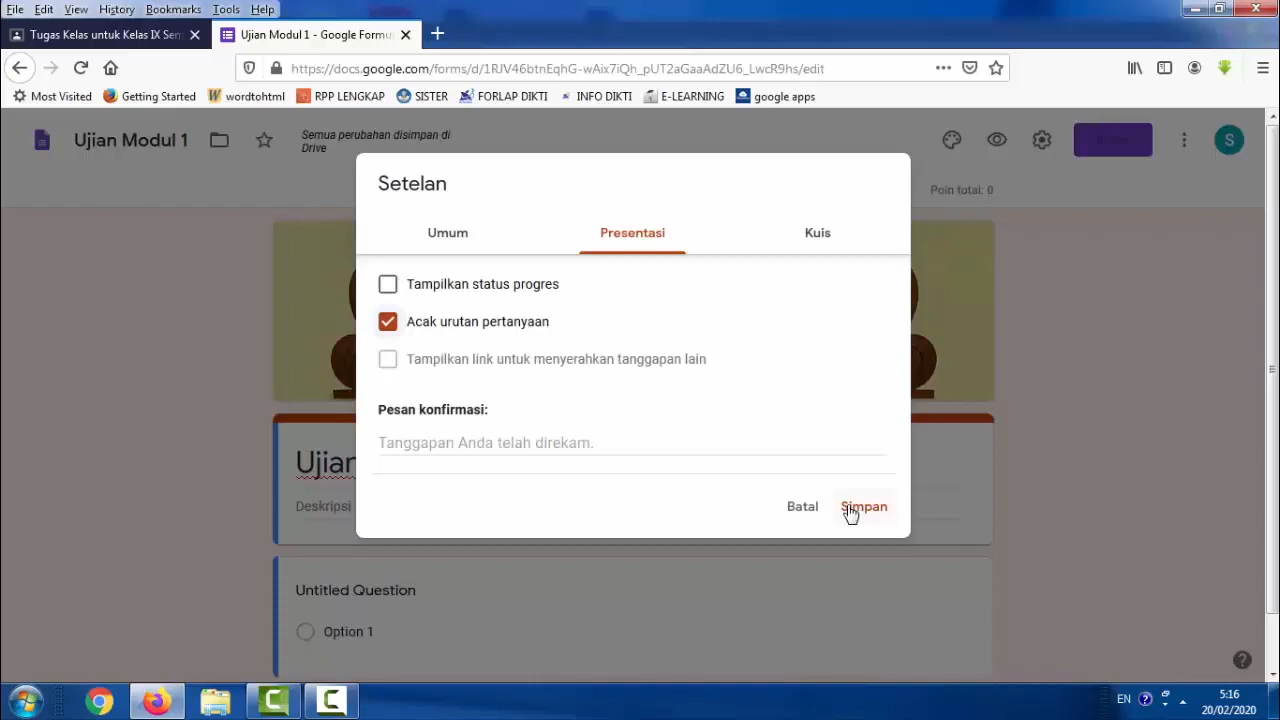 File Edit View History Bookmarks Tools Help
Tugas Kelas untuk Kelas IX Sem
Ujian Modul 1 - Google Formu
https://docs.google.com/forms/d/1RJV46btnEqhG-wAix7iQh_pUT2aGaaAdZU6_LwcR9hs/edit
Most Visited Getting Started wordtohtml RPP LENGKAP SISTER FORLAP DIKTI INFO DIKTI E-LEARNING google apps
Ujian Modul 1
Semua perubahan disimpan di
Drive
S
Poin total: 0
Setelan
Umum Presentasi Kuis
Tampilkan status progres
Acak urutan pertanyaan
Tampilkan link untuk menyerahkan tanggapan lain
Pesan konfirmasi:
Tanggapan Anda telah direkam.
Ujian
Deskripsi
Batal Simpan
Untitled Question
Option 1
EN
5:16
20/02/2020